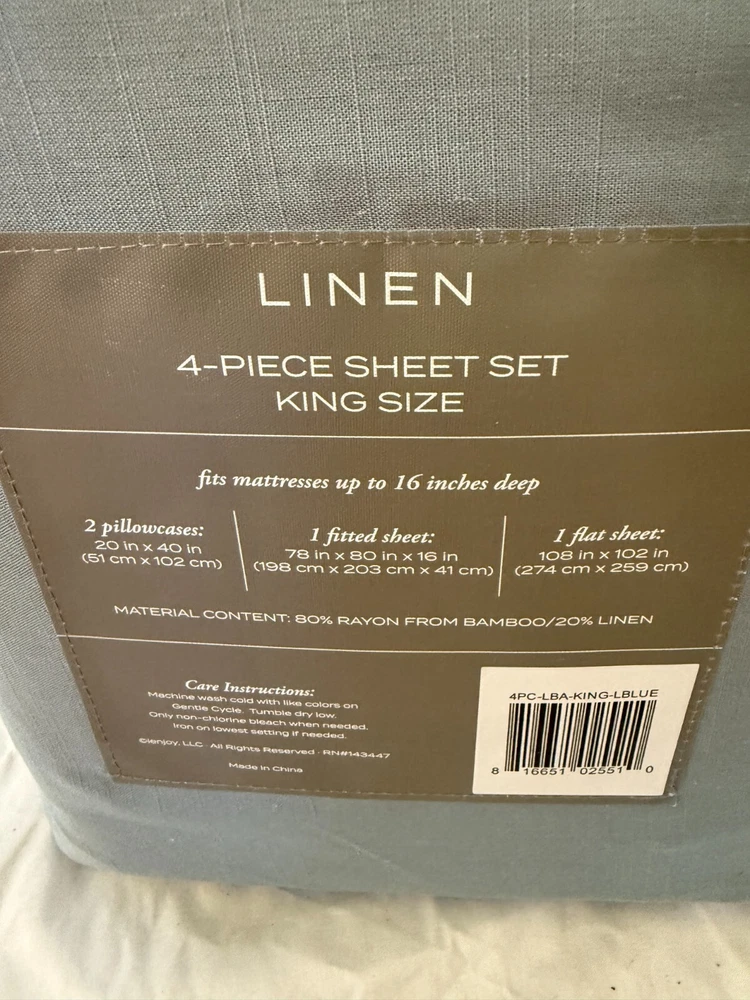 LINEN
4-PIECE SHEET SET
KING SIZE
fits mattresses up to 16 inches deep
2 pillowcases:
20 in x 40 in
(51 cm x 102 cm)
1 fitted sheet:
78 in x 80 in x 16 in
(198 cm x 203 cm x 41 cm)
1 flat sheet:
108 in x 102 in
(274 cm x 259 cm)
MATERIAL CONTENT: 80% RAYON FROM BAMBOO/20% LINEN
Care Instructions:
Machine wash cold with like colors on
Gentle Cycle. Tumble dry low.
Only non-chlorine bleach when needed.
Iron on lowest setting if needed.
©ienjoy, LLC · All Rights Reserved · RN#143447
Made in China
4PC-LBA-KING-LBLUE
8 16651 02551 0